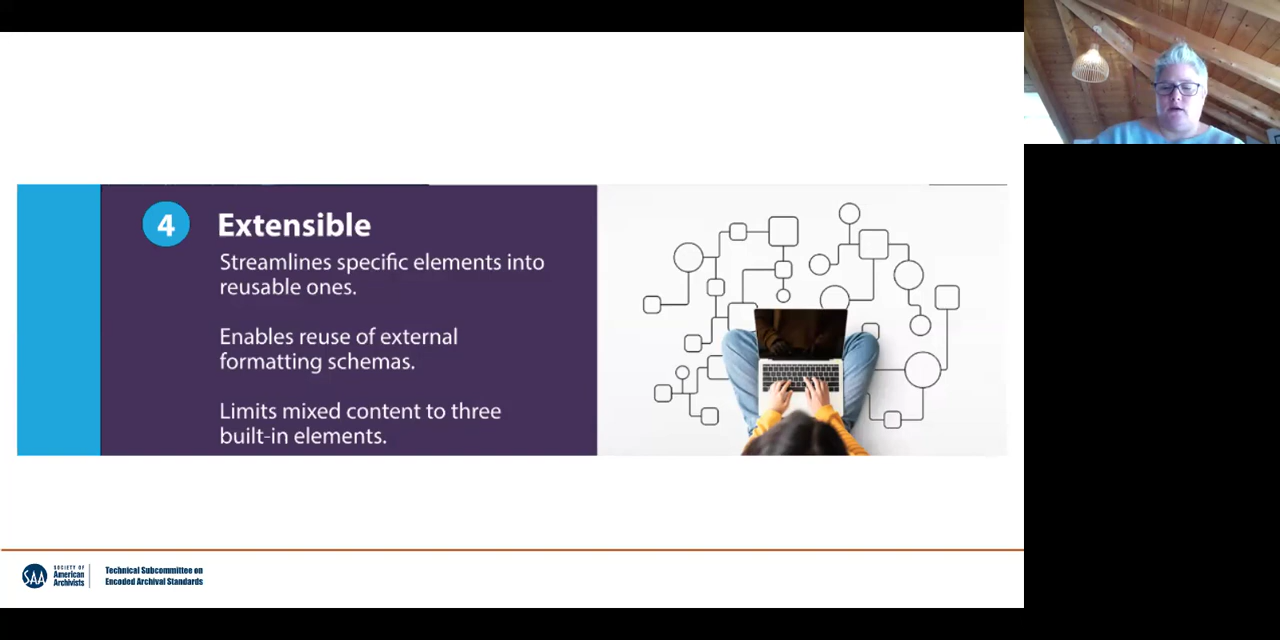 4
Extensible
Streamlines specific elements into
reusable ones.
Enables reuse of external
formatting schemas.
Limits mixed content to three
built-in elements.
SAA
SOCIETY OF
American
Archivists
Technical Subcommittee on
Encoded Archival Standards